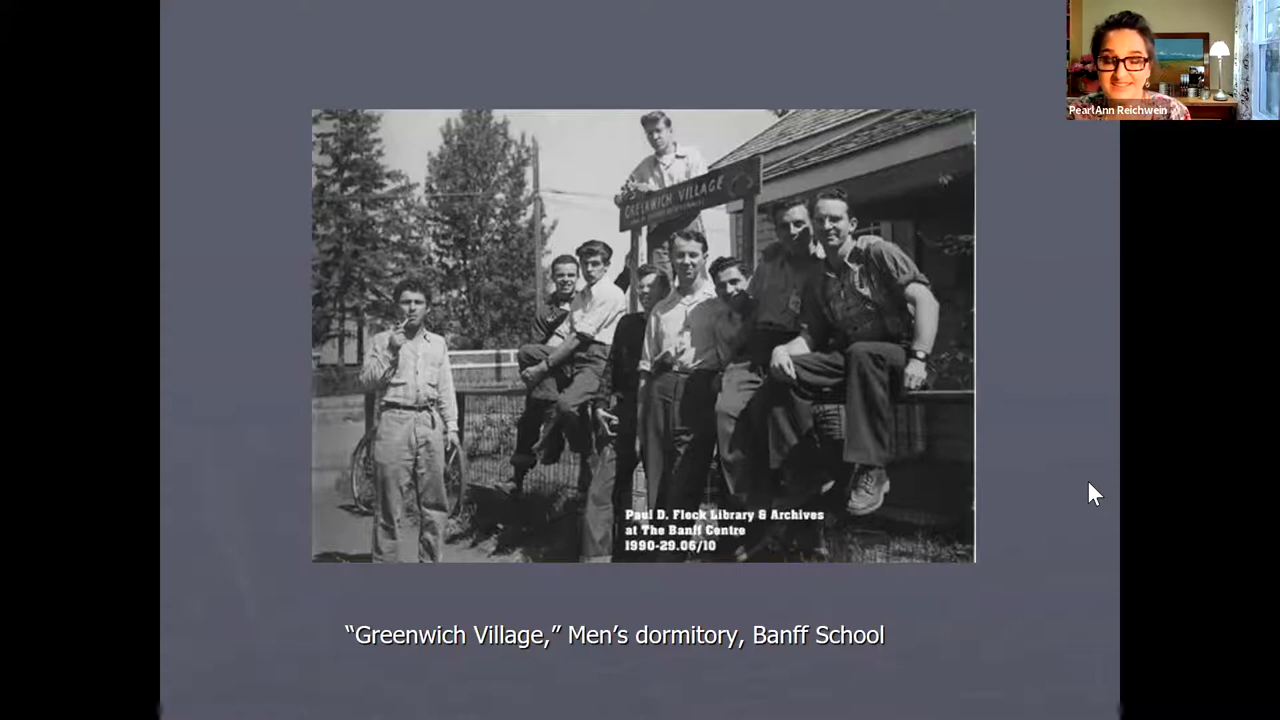 PearlAnn Reichwein
GREENWICH VILLAGE
Paul D. Fleck Library & Archives
at The Banff Centre
1990-29.06/10
“Greenwich Village,” Men’s dormitory, Banff School